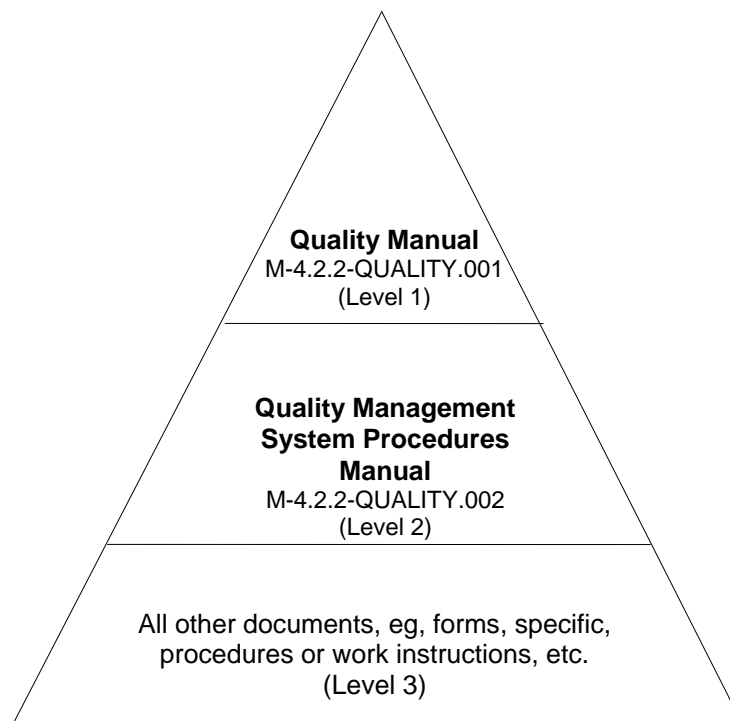 Quality Manual
M-4.2.2-QUALITY.001
(Level 1)
Quality Management
System Procedures
Manual
M-4.2.2-QUALITY.002
(Level 2)
All other documents, eg, forms, specific,
procedures or work instructions, etc.
(Level 3)